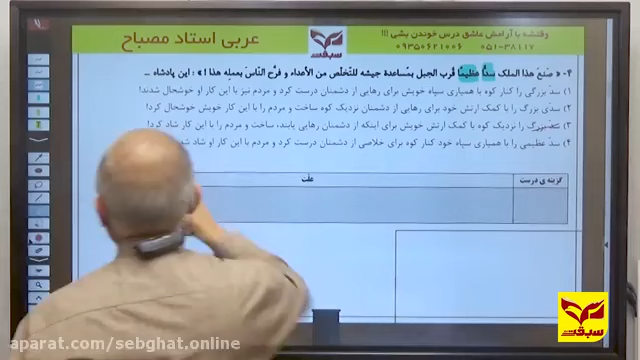 وقتشه با آرامش عاشق درس خوندن بشی !!!
۰۹۳۵۰۶۲۱۰۰۶ ۰۵۱-۳۸۱۱۷
سبقت
عربی استاد مصباح
۲- « صَنَعَ هذا الملک سدّاً عظیماً قُرب الجبل بمُساعدة جیشه للتّخلّص من الأعداء و فرَّح النّاسَ بعملِه هذا ! » : این پادشاه ...
۱) سدّ بزرگی را کنار کوه با همیاری سپاه خویش برای رهایی از دشمنان درست کرد و مردم نیز با این کار او خوشحال شدند!
۲) سدّی بزرگ را با کمک ارتش خود برای رهایی از دشمنان نزدیک کوه ساخت و مردم را با این کار خویش خوشحال کرد!
۳) سدّ بزرگ را نزدیک کوه با کمک ارتش خویش برای اینکه از دشمنان رهایی یابند، ساخت و مردم را با این کار شاد کرد!
۴) سدّ عظیمی را با همیاری سپاه خود کنار کوه برای خلاصی از دشمنان درست کرد و مردم با این کار او شاد
گزینه ی درست
علّت
سبقت
aparat.com/sebghat.online